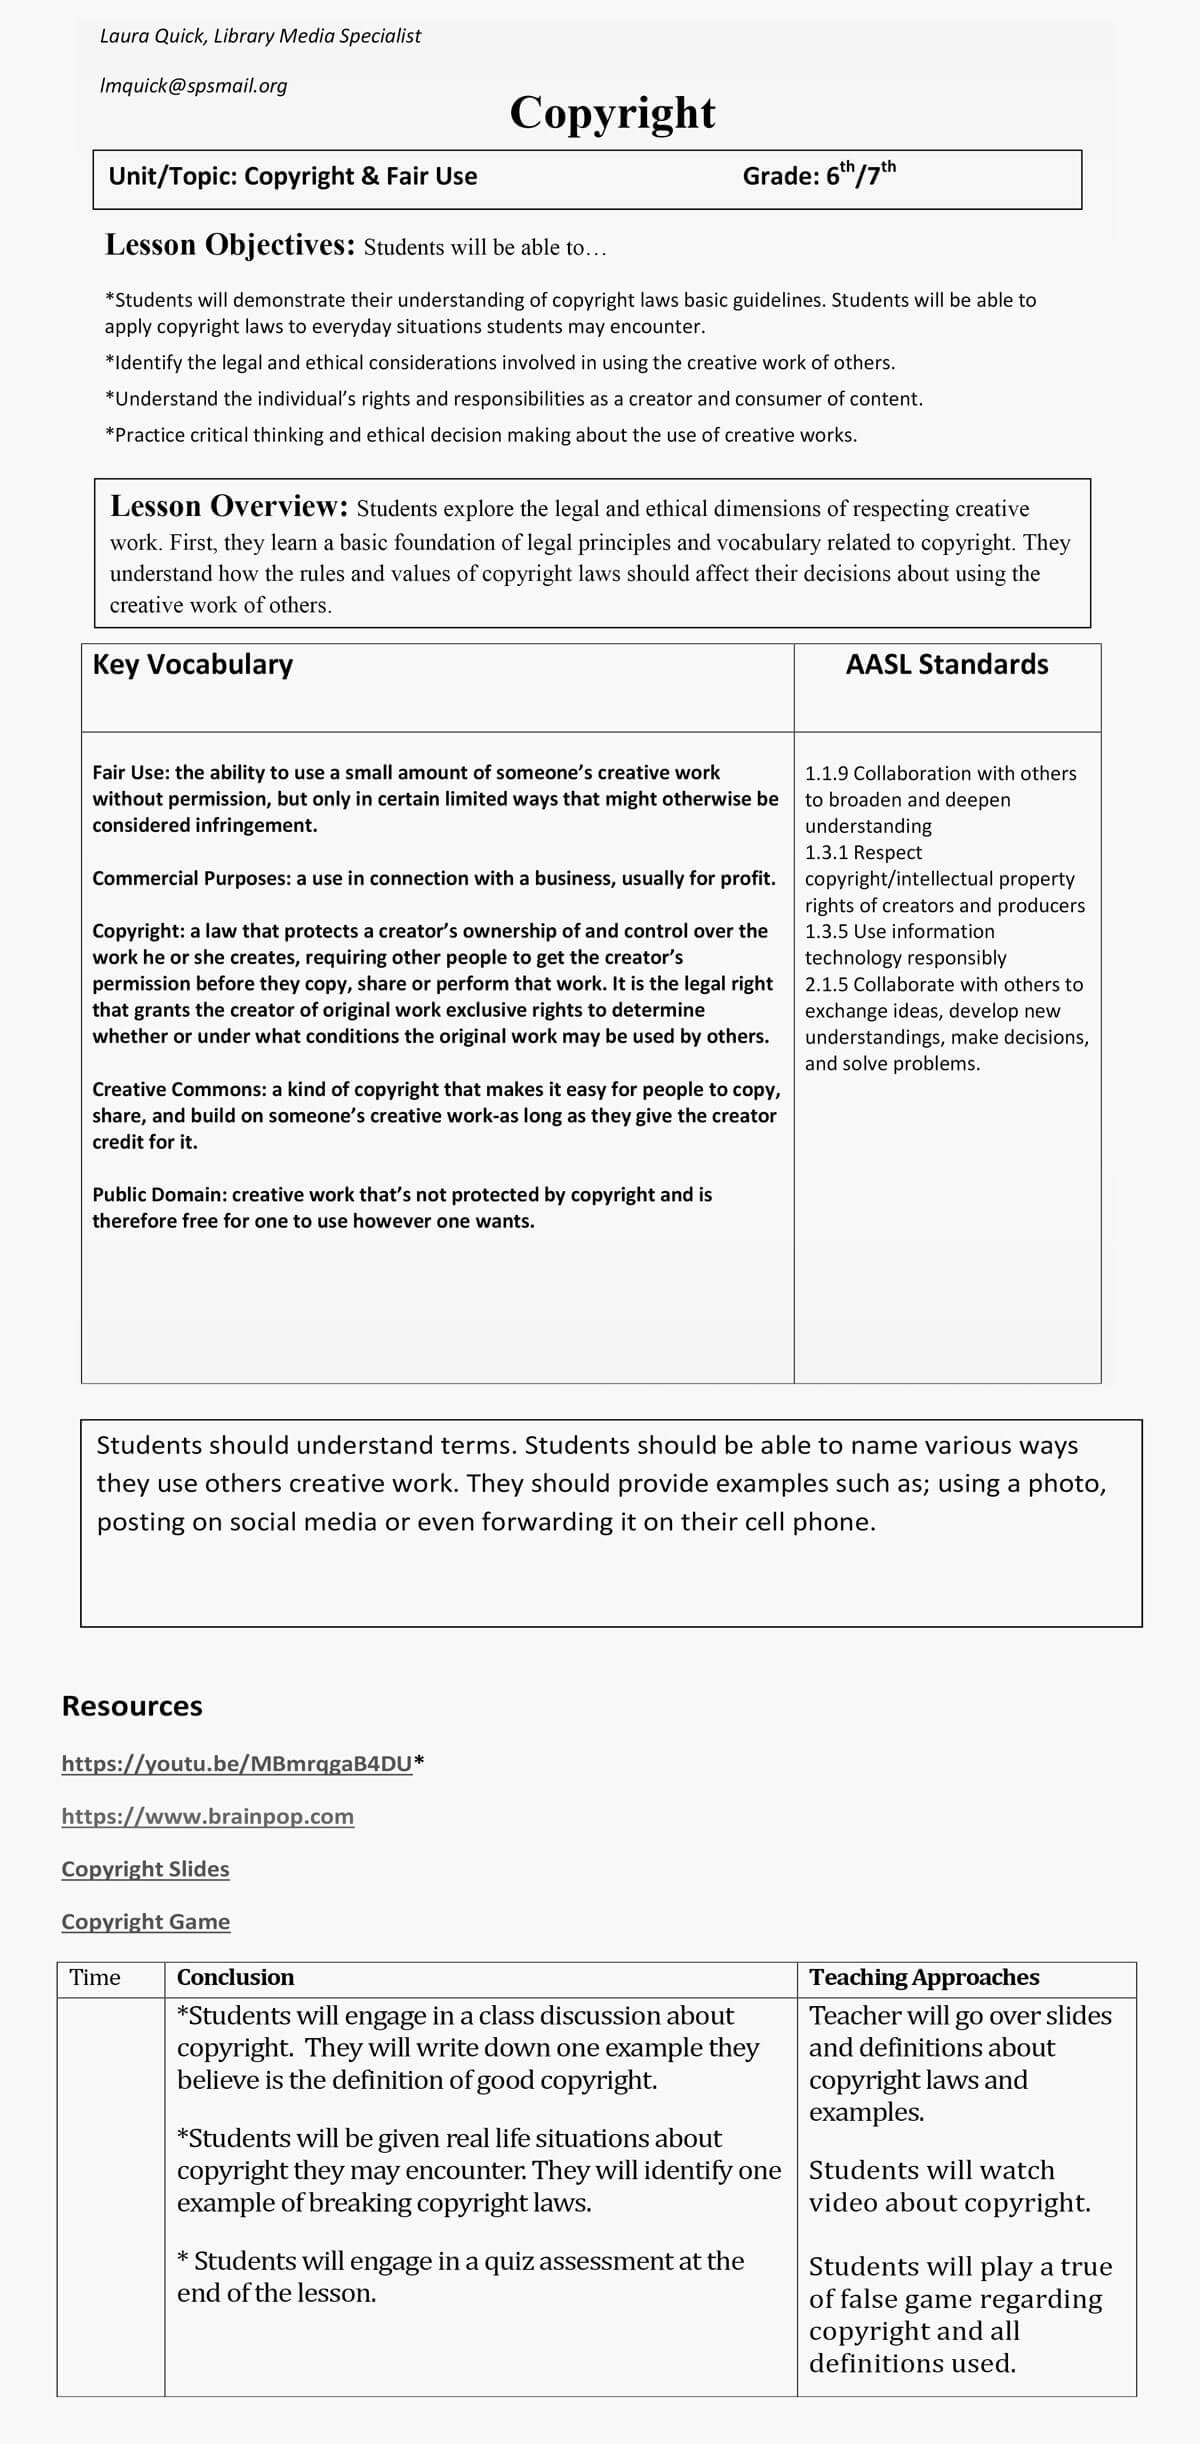 Laura Quick, Library Media Specialist
lmquick@spsmail.org
Copyright
Unit/Topic: Copyright & Fair Use Grade: 6th/7th
Lesson Objectives: Students will be able to…
*Students will demonstrate their understanding of copyright laws basic guidelines. Students will be able to
apply copyright laws to everyday situations students may encounter.
*Identify the legal and ethical considerations involved in using the creative work of others.
*Understand the individual’s rights and responsibilities as a creator and consumer of content.
*Practice critical thinking and ethical decision making about the use of creative works.
Lesson Overview: Students explore the legal and ethical dimensions of respecting creative
work. First, they learn a basic foundation of legal principles and vocabulary related to copyright. They
understand how the rules and values of copyright laws should affect their decisions about using the
creative work of others.
Key Vocabulary
Fair Use: the ability to use a small amount of someone’s creative work
without permission, but only in certain limited ways that might otherwise be
considered infringement.
Commercial Purposes: a use in connection with a business, usually for profit.
Copyright: a law that protects a creator’s ownership of and control over the
work he or she creates, requiring other people to get the creator’s
permission before they copy, share or perform that work. It is the legal right
that grants the creator of original work exclusive rights to determine
whether or under what conditions the original work may be used by others.
Creative Commons: a kind of copyright that makes it easy for people to copy,
share, and build on someone’s creative work-as long as they give the creator
credit for it.
Public Domain: creative work that’s not protected by copyright and is
therefore free for one to use however one wants.
AASL Standards
1.1.9 Collaboration with others
to broaden and deepen
understanding
1.3.1 Respect
copyright/intellectual property
rights of creators and producers
1.3.5 Use information
technology responsibly
2.1.5 Collaborate with others to
exchange ideas, develop new
understandings, make decisions,
and solve problems.
Students should understand terms. Students should be able to name various ways
they use others creative work. They should provide examples such as; using a photo,
posting on social media or even forwarding it on their cell phone.
Resources
https://youtu.be/MBmrqgaB4DU*
https://www.brainpop.com
Copyright Slides
Copyright Game
Time
Conclusion
*Students will engage in a class discussion about
copyright. They will write down one example they
believe is the definition of good copyright.
*Students will be given real life situations about
copyright they may encounter. They will identify one
example of breaking copyright laws.
* Students will engage in a quiz assessment at the
end of the lesson.
Teaching Approaches
Teacher will go over slides
and definitions about
copyright laws and
examples.
Students will watch
video about copyright.
Students will play a true
of false game regarding
copyright and all
definitions used.